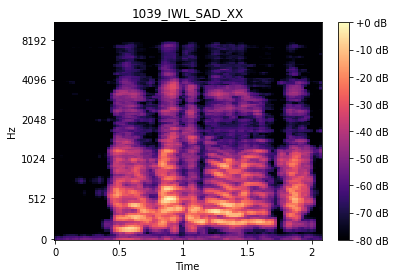 1039_IWL_SAD_XX
+0 dB
8192
-10 dB
4096
-20 dB
-30 dB
2048
Hz
-40 dB
1024
-50 dB
512
-60 dB
-70 dB
0
-80 dB
0 0.5 1 1.5 2
Time